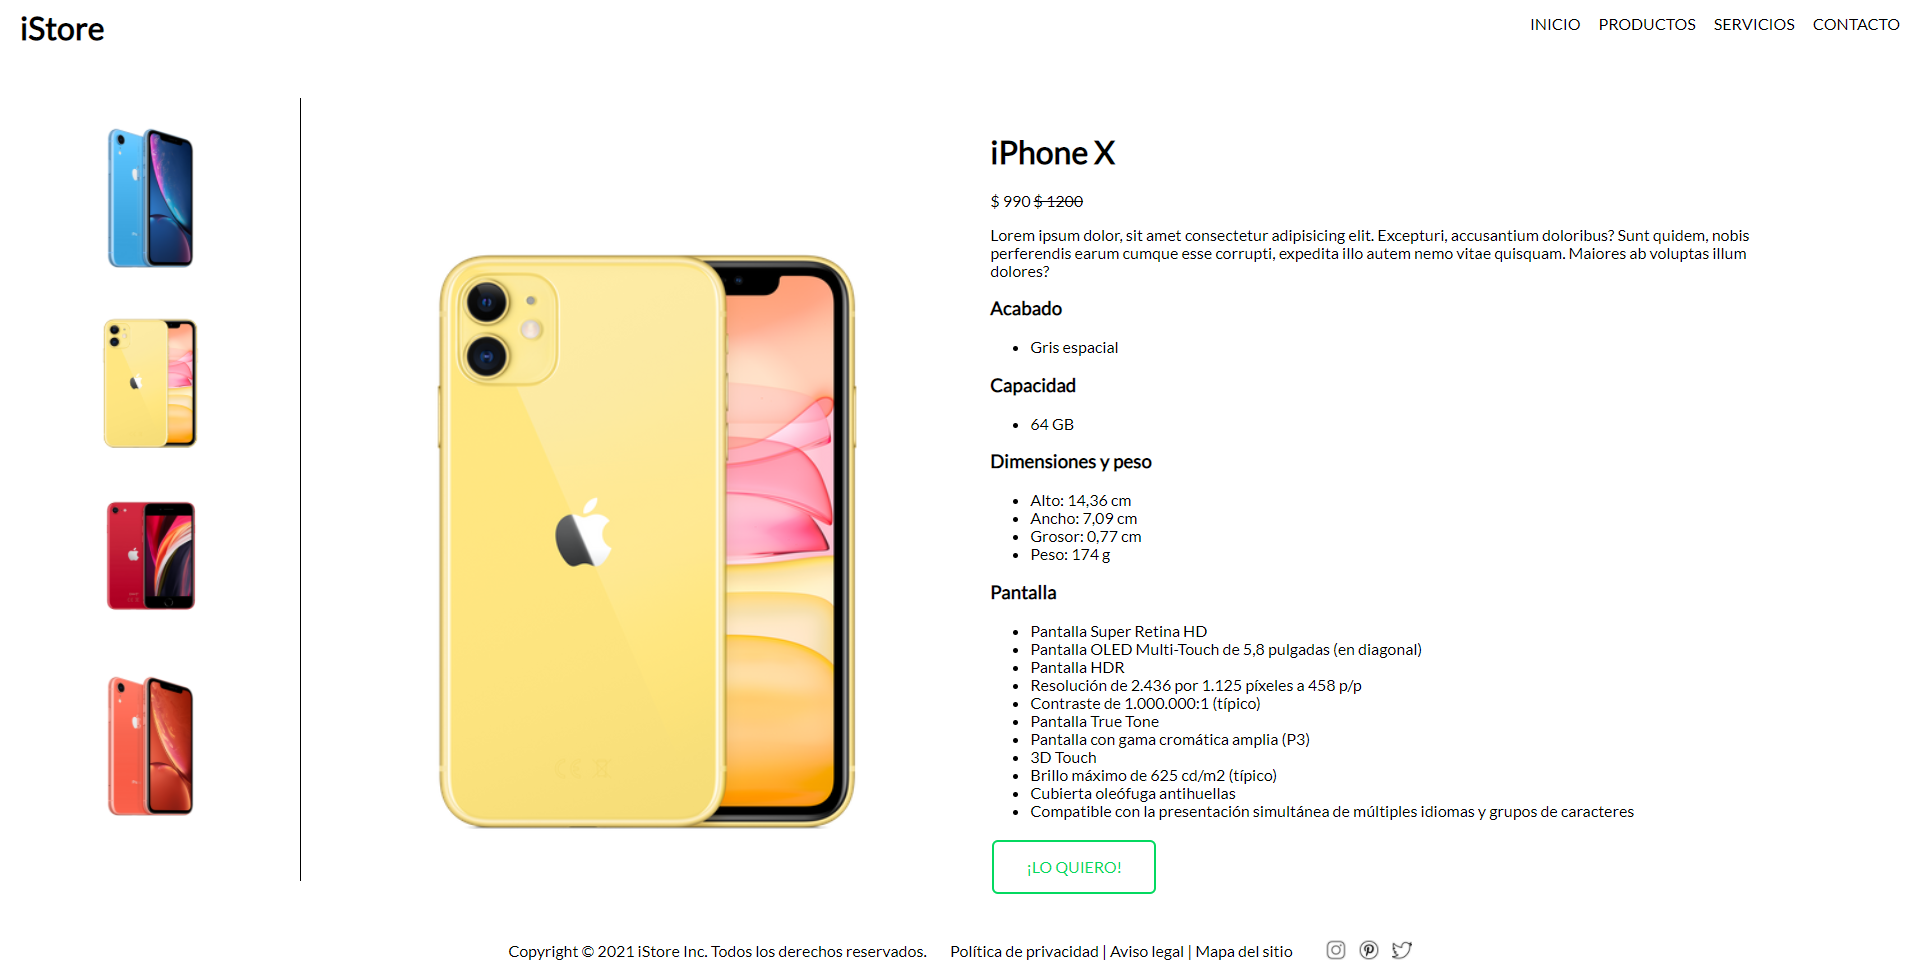 iStore
INICIO PRODUCTOS SERVICIOS CONTACTO
iPhone X
$ 990 $ 1200
Lorem ipsum dolor, sit amet consectetur adipisicing elit. Excepturi, accusantium doloribus? Sunt quidem, nobis
perferendis earum cumque esse corrupti, expedita illo autem nemo vitae quisquam. Maiores ab voluptas illum
dolores?
Acabado
• Gris espacial
Capacidad
• 64 GB
Dimensiones y peso
• Alto: 14,36 cm
• Ancho: 7,09 cm
• Grosor: 0,77 cm
• Peso: 174 g
Pantalla
• Pantalla Super Retina HD
• Pantalla OLED Multi-Touch de 5,8 pulgadas (en diagonal)
• Pantalla HDR
• Resolución de 2.436 por 1.125 píxeles a 458 p/p
• Contraste de 1.000.000:1 (típico)
• Pantalla True Tone
• Pantalla con gama cromática amplia (P3)
• 3D Touch
• Brillo máximo de 625 cd/m2 (típico)
• Cubierta oleófuga antihuellas
• Compatible con la presentación simultánea de múltiples idiomas y grupos de caracteres
¡LO QUIERO!
Copyright © 2021 iStore Inc. Todos los derechos reservados. Política de privacidad | Aviso legal | Mapa del sitio